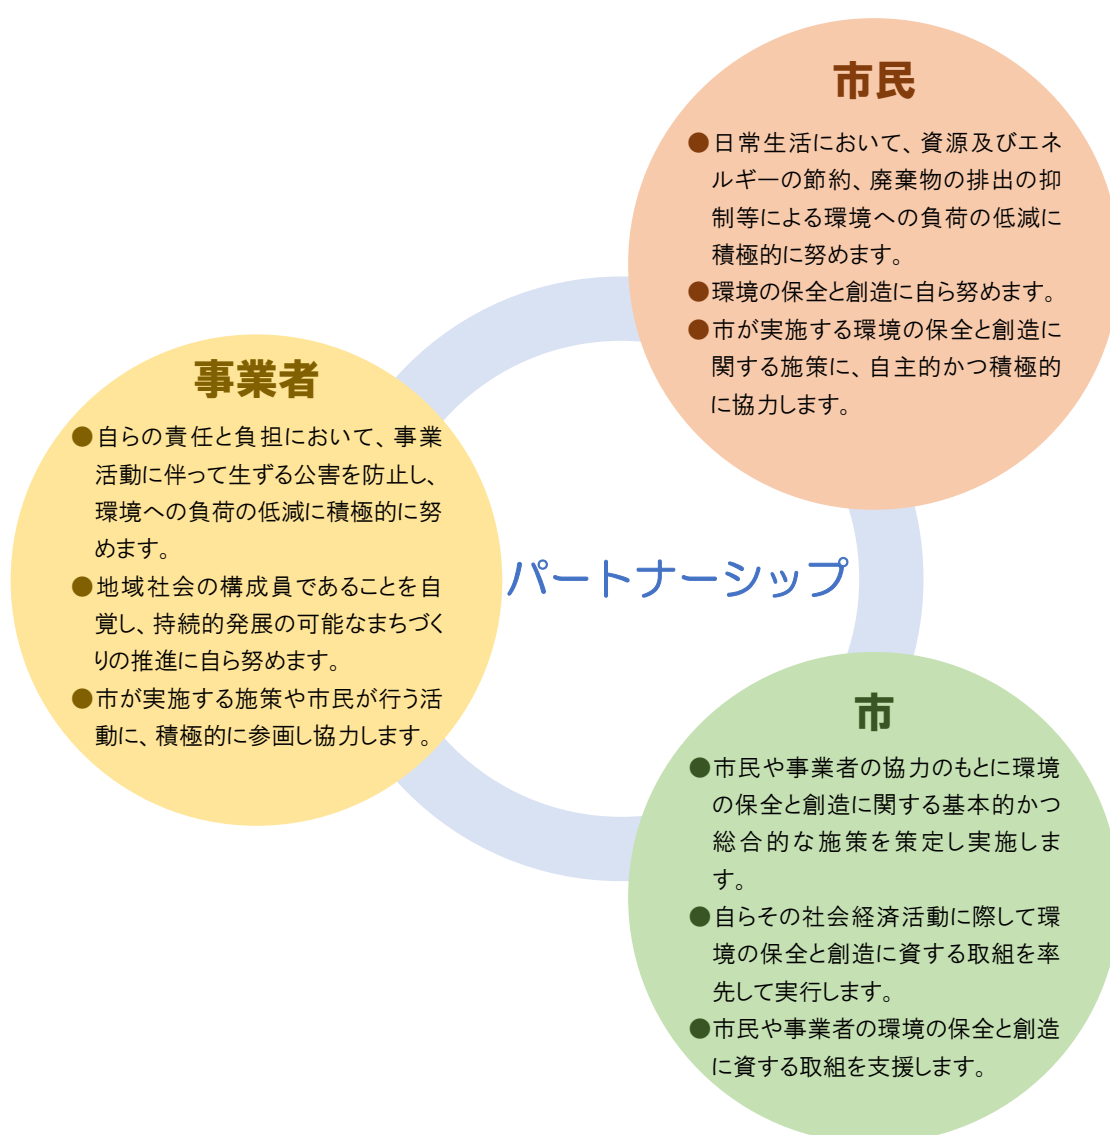 市民
●日常生活において、資源及びエネ
ルギーの節約、廃棄物の排出の抑
制等による環境への負荷の低減に
積極的に努めます。
●環境の保全と創造に自ら努めます。
●市が実施する環境の保全と創造に
関する施策に、自主的かつ積極的
に協力します。
事業者
●自らの責任と負担において、事業
活動に伴って生ずる公害を防止し、
環境への負荷の低減に積極的に努
めます。
●地域社会の構成員であることを自
覚し、持続的発展の可能なまちづく
りの推進に自ら努めます。
●市が実施する施策や市民が行う活
動に、積極的に参画し協力します。
パートナーシップ
市
●市民や事業者の協力のもとに環境
の保全と創造に関する基本的かつ
総合的な施策を策定し実施しま
す。
●自らその社会経済活動に際して環
境の保全と創造に資する取組を率
先して実行します。
●市民や事業者の環境の保全と創造
に資する取組を支援します。